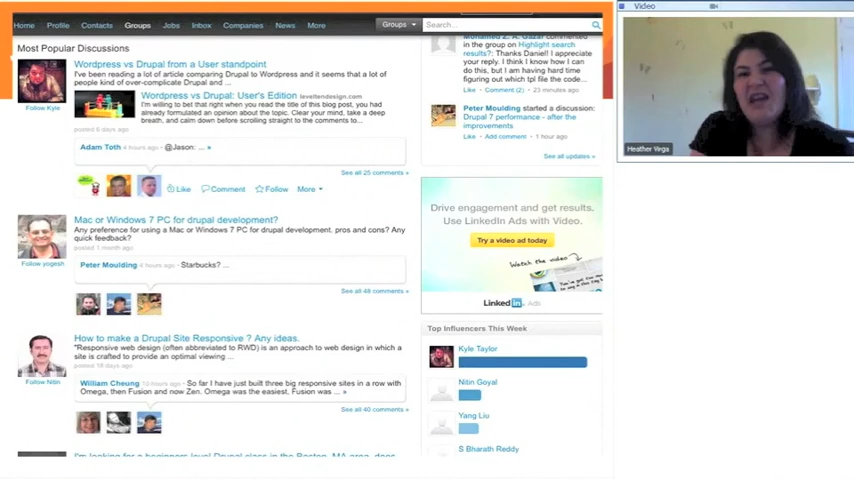 Home Profile Contacts Groups Jobs Inbox Companies News More
Groups Search...
Most Popular Discussions
Wordpress vs Drupal from a User standpoint
I've been reading a lot of article comparing Drupal to Wordpress and it seems that a lot of
people kind of over-complicate Drupal and ...
Follow Kyle
Wordpress vs Drupal: User's Edition leveltendesign.com
I'm willing to bet that right when you read the title of this blog post, you had
already formulated an opinion about the topic. Clear your mind, take a deep
breath, and calm down before scrolling straight to the comments...
posted 6 days ago
Adam Toth 4 hours ago • @Jason: ... »
See all 25 comments »
Like Comment Follow More
Mac or Windows 7 PC for drupal development?
Any preference for using a Mac or Windows 7 PC for drupal development. pros and cons? Any
quick feedback?
posted 1 month ago
Follow yogesh
Peter Moulding 4 hours ago • Starbucks? ...
See all 48 comments »
How to make a Drupal Site Responsive ? Any ideas.
"Responsive web design (often abbreviated to RWD) is an approach to web design in which a
site is crafted to provide an optimal viewing ...
posted 18 days ago
Follow Nitin
William Cheung 10 hours ago • So far I have just built three big responsive sites in a row with
Omega, then Fusion and now Zen. Omega was the easiest, Fusion was ... »
See all 40 comments »
I'm looking for a beginners level Drupal class in the Boston, MA area, does
Mohamed Z. A. Gazar commented
in the group on Highlight search
results?: Thanks Daniel! I appreciate
your reply. I think I know how I can
do this, but I am having hard time
figuring out which tpl file the code...
Like • Comment (2) • 23 minutes ago
Peter Moulding started a discussion:
Drupal 7 performance - after the
improvements
Like • Add comment • 1 hour ago
See all updates »
Drive engagement and get results.
Use LinkedIn Ads with Video.
Try a video ad today
Watch the video
LinkedIn Ads
Top Influencers This Week
Kyle Taylor
Nitin Goyal
Yang Liu
S Bharath Reddy
Video
Heather Virga